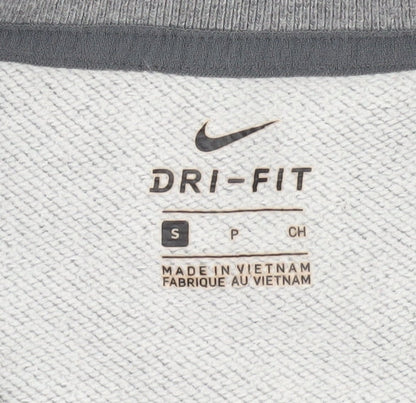 DRI-FIT
S P CH
MADE IN VIETNAM
FABRIQUE AU VIETNAM